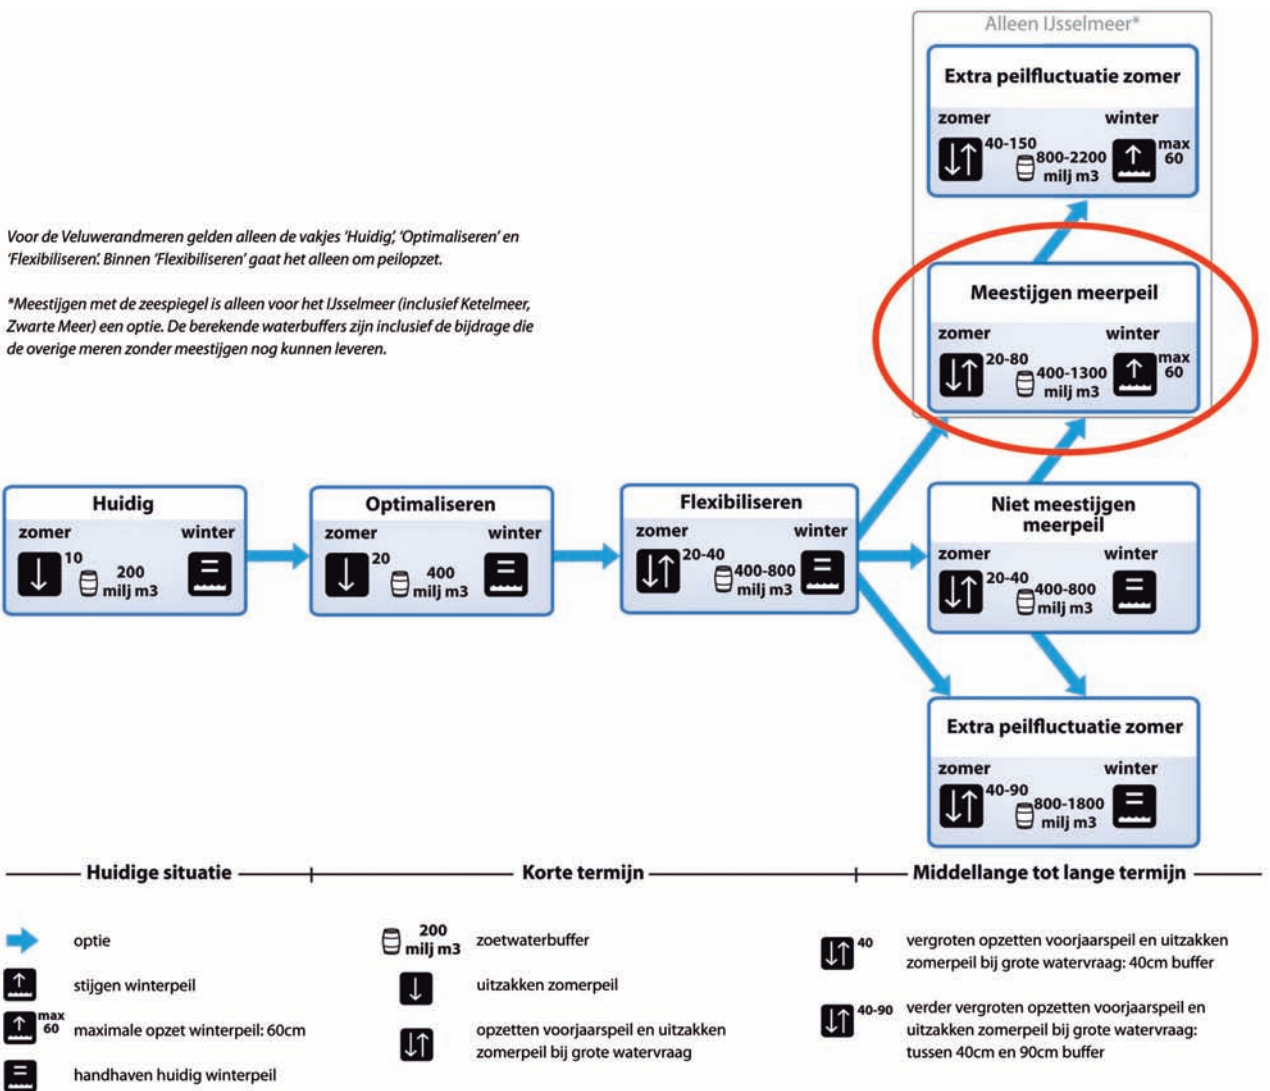 Alleen IJsselmeer*
Extra peilfluctuatie zomer
zomer
winter
40-150
800-2200
milj m3
max
60
Voor de Veluwerandmeren gelden alleen de vakjes 'Huidig', 'Optimaliseren' en
'Flexibiliseren'. Binnen 'Flexibiliseren' gaat het alleen om peilopzet.
*Meestijgen met de zeespiegel is alleen voor het IJsselmeer (inclusief Ketelmeer,
Zwarte Meer) een optie. De berekende waterbuffers zijn inclusief de bijdrage die
de overige meren zonder meestijgen nog kunnen leveren.
Meestijgen meerpeil
zomer
winter
20-80
400-1300
milj m3
max
60
Huidig
zomer
winter
10
200
milj m3
Optimaliseren
zomer
winter
20
400
milj m3
Flexibiliseren
zomer
winter
20-40
400-800
milj m3
Niet meestijgen
meerpeil
zomer
winter
20-40
400-800
milj m3
Extra peilfluctuatie zomer
zomer
winter
40-90
800-1800
milj m3
Huidige situatie
Korte termijn
Middellange tot lange termijn
optie
stijgen winterpeil
max
60
maximale opzet winterpeil: 60cm
handhaven huidig winterpeil
200
milj m3
zoetwaterbuffer
uitzakken zomerpeil
opzetten voorjaarspeil en uitzakken
zomerpeil bij grote watervraag
40
vergroten opzetten voorjaarspeil en uitzakken
zomerpeil bij grote watervraag: 40cm buffer
40-90
verder vergroten opzetten voorjaarspeil en
uitzakken zomerpeil bij grote watervraag:
tussen 40cm en 90cm buffer